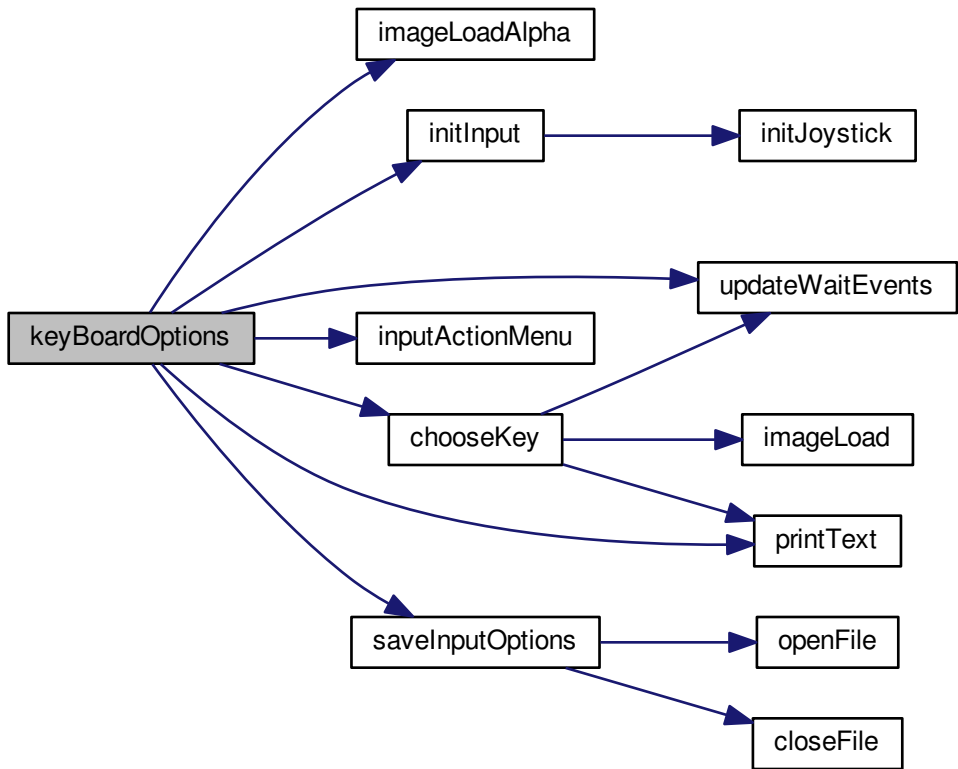 imageLoadAlpha
initInput
initJoystick
updateWaitEvents
keyBoardOptions
inputActionMenu
chooseKey
imageLoad
printText
saveInputOptions
openFile
closeFile